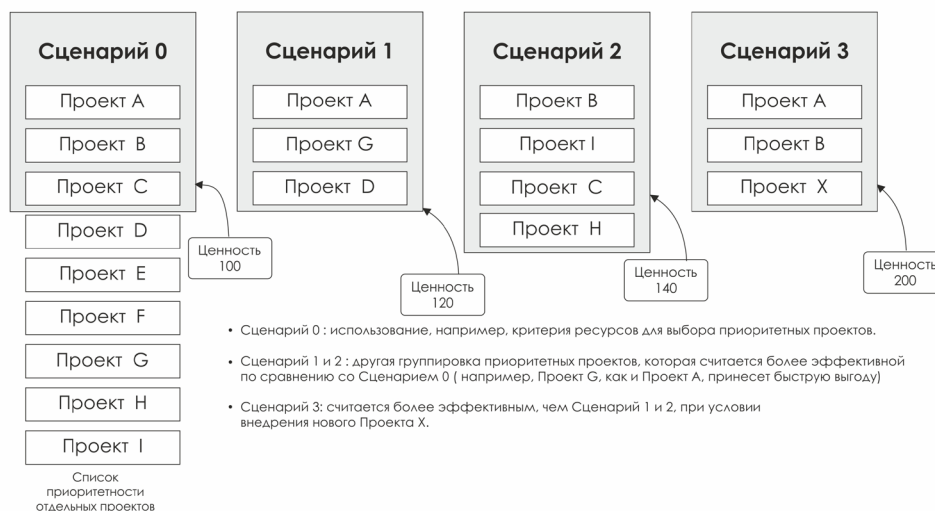 Сценарий 0
Проект A
Проект B
Проект C
Проект D
Проект E
Проект F
Проект G
Проект H
Проект I
Список
приоритетности
отдельных проектов
Ценность
100
Сценарий 1
Проект A
Проект G
Проект D
Ценность
120
Сценарий 2
Проект B
Проект I
Проект C
Проект H
Ценность
140
Сценарий 3
Проект A
Проект B
Проект X
Ценность
200
• Сценарий 0 : использование, например, критерия ресурсов для выбора приоритетных проектов.
• Сценарий 1 и 2 : другая группировка приоритетных проектов, которая считается более эффективной
по сравнению со Сценарием 0 ( например, Проект G, как и Проект A, принесет быструю выгоду)
• Сценарий 3: считается более эффективным, чем Сценарий 1 и 2, при условии
внедрения нового Проекта X.